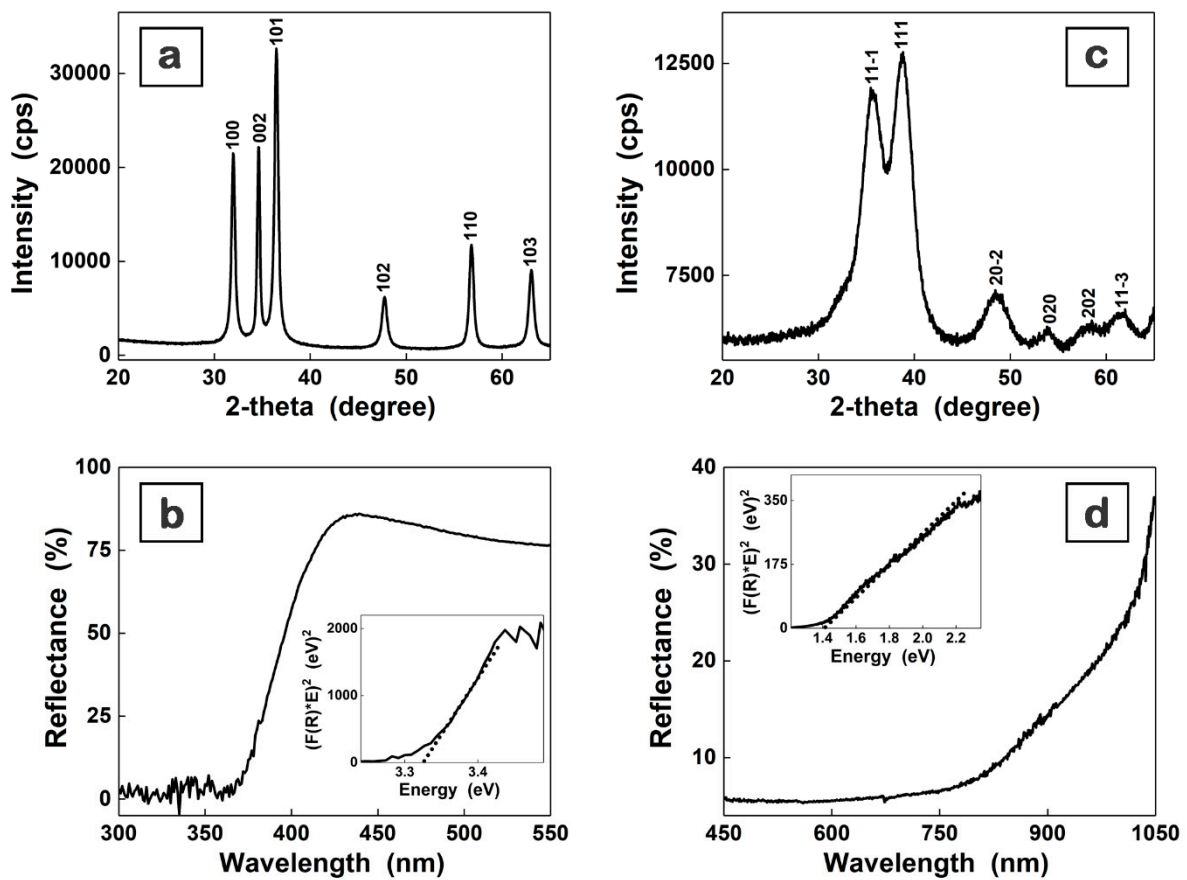 a
Intensity (cps)
30000
20000
10000
0
100
002
101
102
110
103
20 30 40 50 60
2-theta (degree)
c
Intensity (cps)
12500
10000
7500
11-1
111
20-2
020
202
11-3
20 30 40 50 60
2-theta (degree)
b
Reflectance (%)
100
75
50
25
0
(F(R)*E)² (eV)²
2000
1000
0
3.3 3.4
Energy (eV)
300 350 400 450 500 550
Wavelength (nm)
d
Reflectance (%)
40
30
20
10
(F(R)*E)² (eV)²
350
175
0
1.4 1.6 1.8 2.0 2.2
Energy (eV)
450 600 750 900 1050
Wavelength (nm)